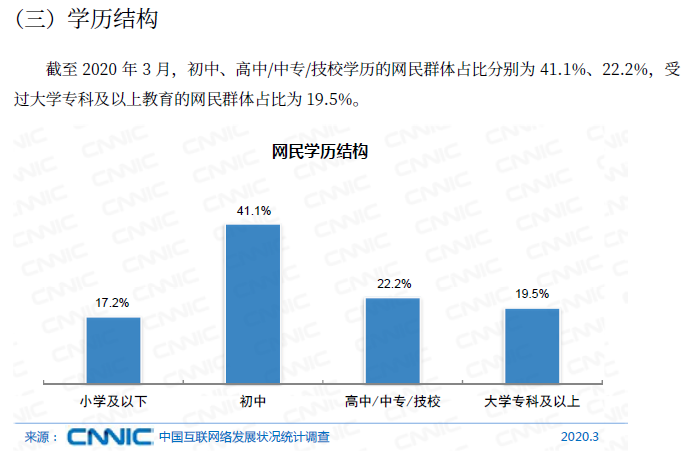 （三）学历结构
截至 2020 年 3 月，初中、高中/中专/技校学历的网民群体占比分别为 41.1%、22.2%，受
过大学专科及以上教育的网民群体占比为 19.5%。
网民学历结构
41.1%
22.2%
19.5%
17.2%
小学及以下 初中 高中/中专/技校 大学专科及以上
来源： CNNIC 中国互联网络发展状况统计调查 2020.3